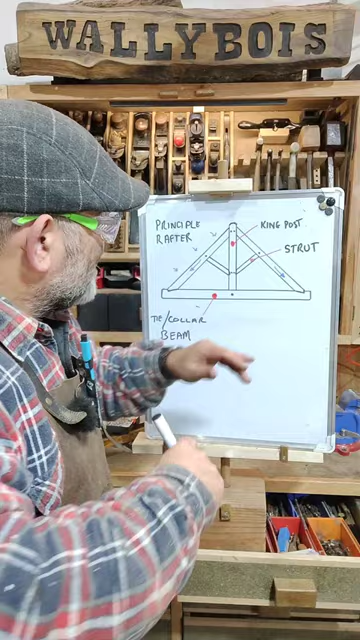 WALLYBOIS
PRINCIPLE
RAFTER
KING POST
STRUT
TIE/COLLAR
BEAM